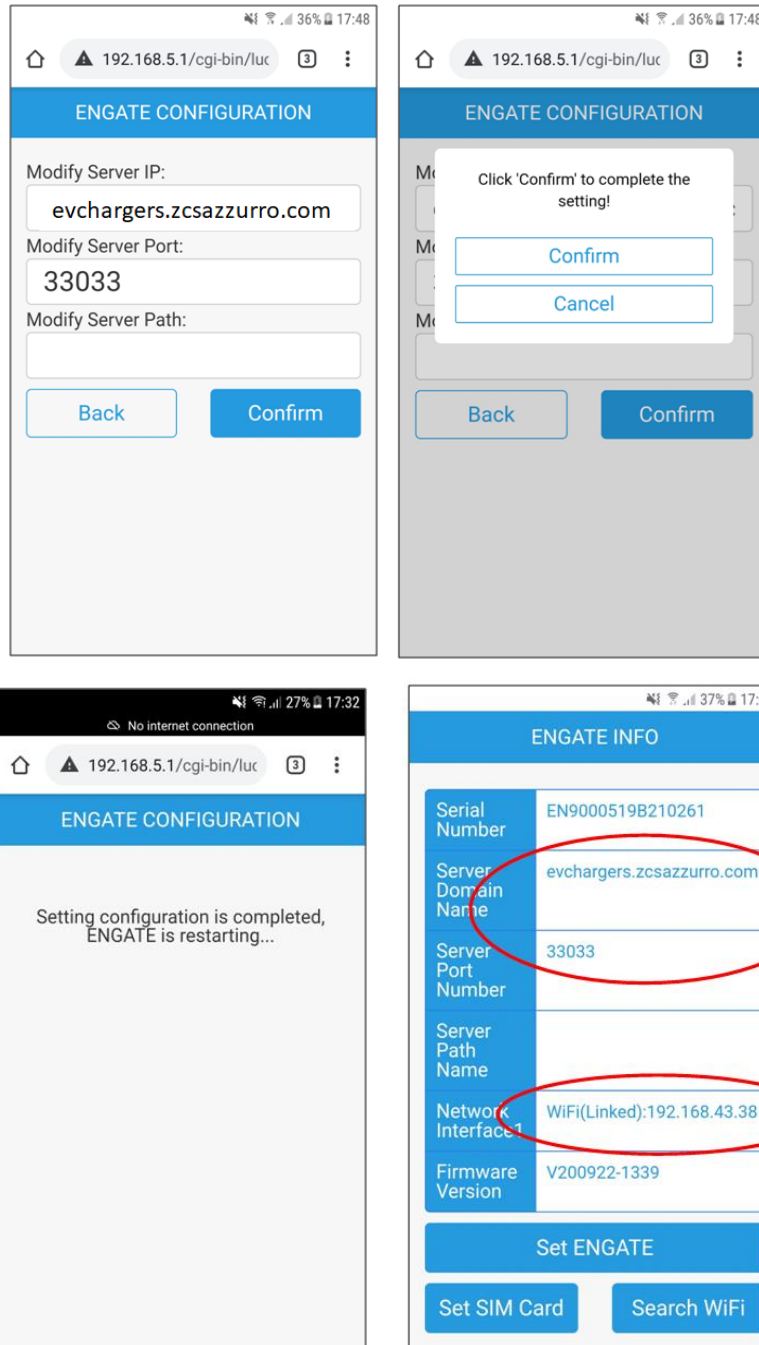 36% 17:48
192.168.5.1/cgi-bin/luc 3
ENGATE CONFIGURATION
Modify Server IP:
evchargers.zcsazzurro.com
Modify Server Port:
33033
Modify Server Path:
Back Confirm
36% 17:48
192.168.5.1/cgi-bin/luc 3
ENGATE CONFIGURATION
Click 'Confirm' to complete the
setting!
Confirm
Cancel
Back Confirm
27% 17:32
No internet connection
192.168.5.1/cgi-bin/luc 3
ENGATE CONFIGURATION
Setting configuration is completed,
ENGATE is restarting...
37% 17:
ENGATE INFO
Serial EN9000519B210261
Number
Server evchargers.zcsazzurro.com
Domain
Name
Server 33033
Port
Number
Server
Path
Name
Network WiFi(Linked):192.168.43.38
Interface1
Firmware V200922-1339
Version
Set ENGATE
Set SIM Card Search WiFi